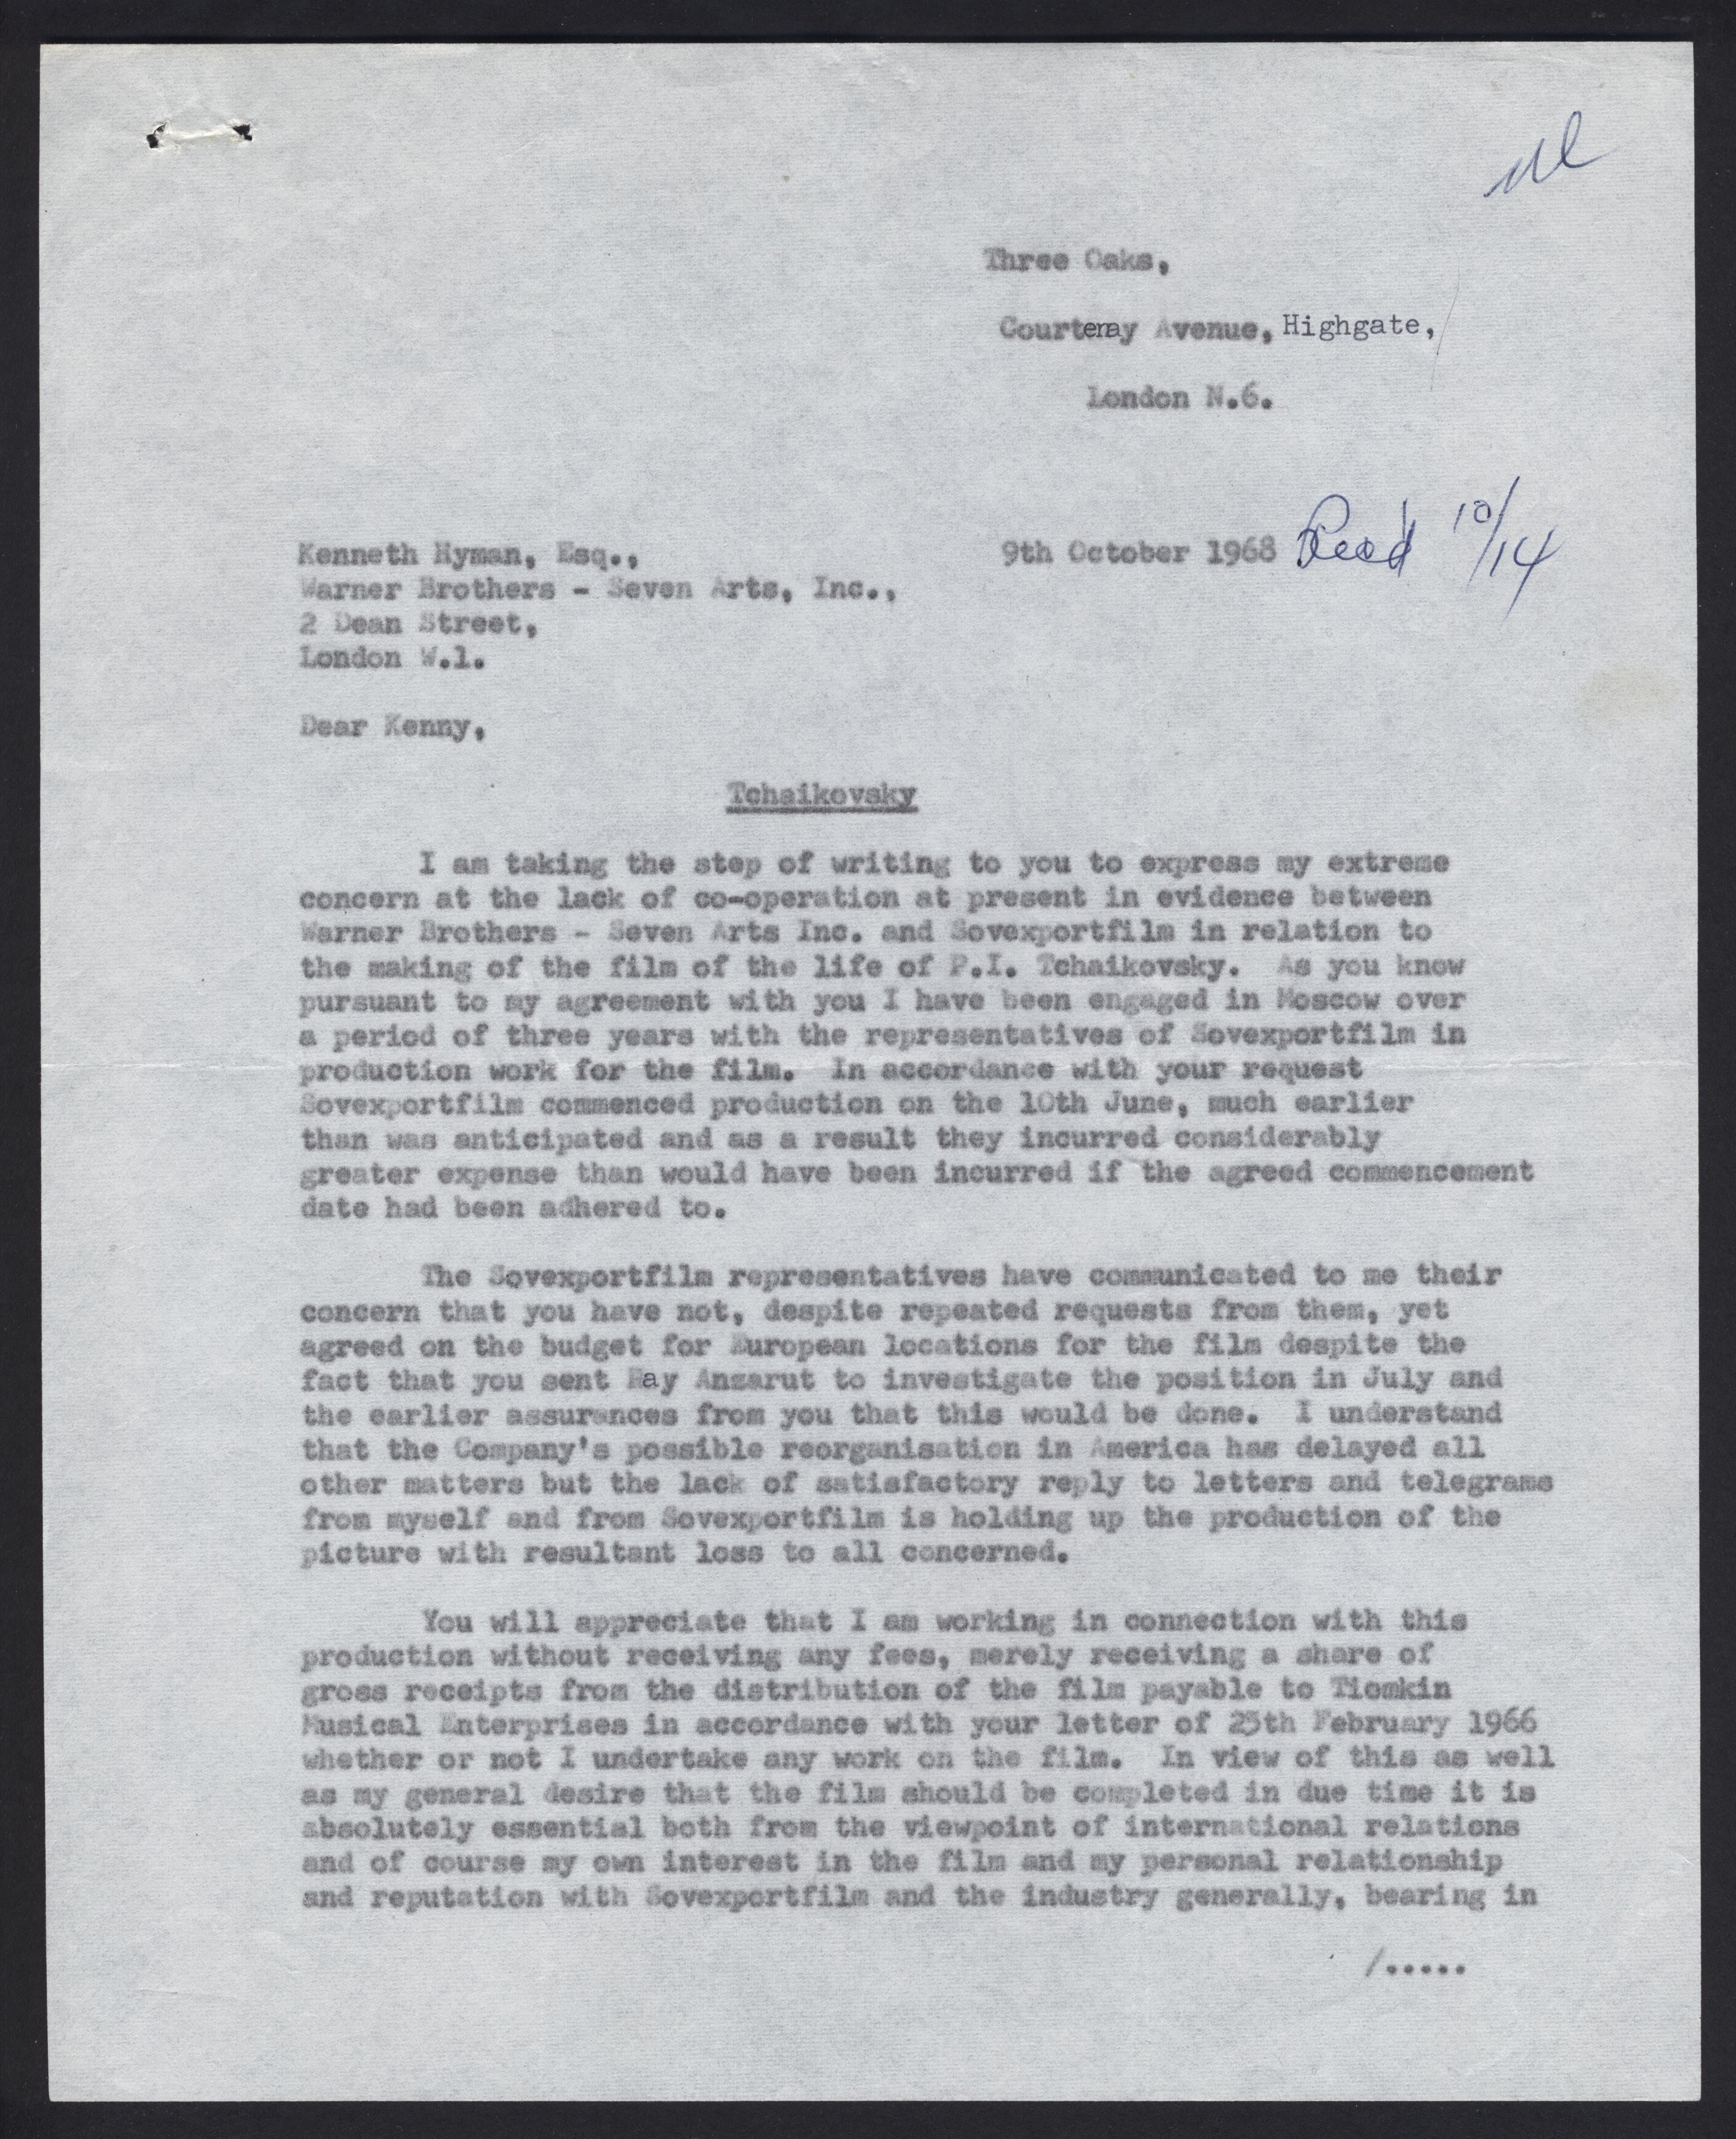 Three Oaks,
Courtenay Avenue, Highgate,
London N.6.
Kenneth Hyman, Esq., 9th October 1968 Recd 10/14
Warner Brothers - Seven Arts, Inc.,
2 Dean Street,
London W.1.
Dear Kenny,
Tchaikovsky
I am taking the step of writing to you to express my extreme
concern at the lack of co-operation at present in evidence between
Warner Brothers - Seven Arts Inc. and Sovexportfilm in relation to
the making of the film of the life of P.I. Tchaikovsky. As you know
pursuant to my agreement with you I have been engaged in Moscow over
a period of three years with the representatives of Sovexportfilm in
production work for the film. In accordance with your request
Sovexportfilm commenced production on the 10th June, much earlier
than was anticipated and as a result they incurred considerably
greater expense than would have been incurred if the agreed commencement
date had been adhered to.
The Sovexportfilm representatives have communicated to me their
concern that you have not, despite repeated requests from them, yet
agreed on the budget for European locations for the film despite the
fact that you sent Ray Anzarut to investigate the position in July and
the earlier assurances from you that this would be done. I understand
that the Company's possible reorganisation in America has delayed all
other matters but the lack of satisfactory reply to letters and telegrams
from myself and from Sovexportfilm is holding up the production of the
picture with resultant loss to all concerned.
You will appreciate that I am working in connection with this
production without receiving any fees, merely receiving a share of
gross receipts from the distribution of the film payable to Tiomkin
Musical Enterprises in accordance with your letter of 25th February 1966
whether or not I undertake any work on the film. In view of this as well
as my general desire that the film should be completed in due time it is
absolutely essential both from the viewpoint of international relations
and of course my own interest in the film and my personal relationship
and reputation with Sovexportfilm and the industry generally, bearing in
/.....